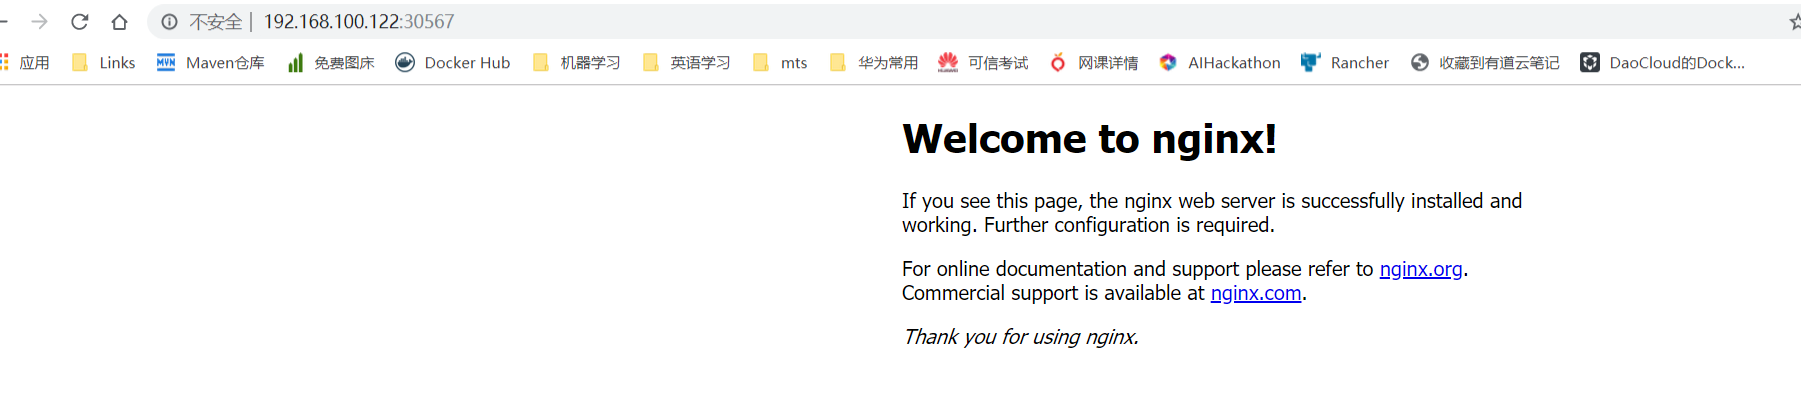 不安全 | 192.168.100.122:30567
应用 Links Maven仓库 免费图床 Docker Hub 机器学习 英语学习 mts 华为常用 可信考试 网课详情 AIHackathon Rancher 收藏到有道云笔记 DaoCloud的Dock...
Welcome to nginx!
If you see this page, the nginx web server is successfully installed and
working. Further configuration is required.
For online documentation and support please refer to nginx.org.
Commercial support is available at nginx.com.
Thank you for using nginx.